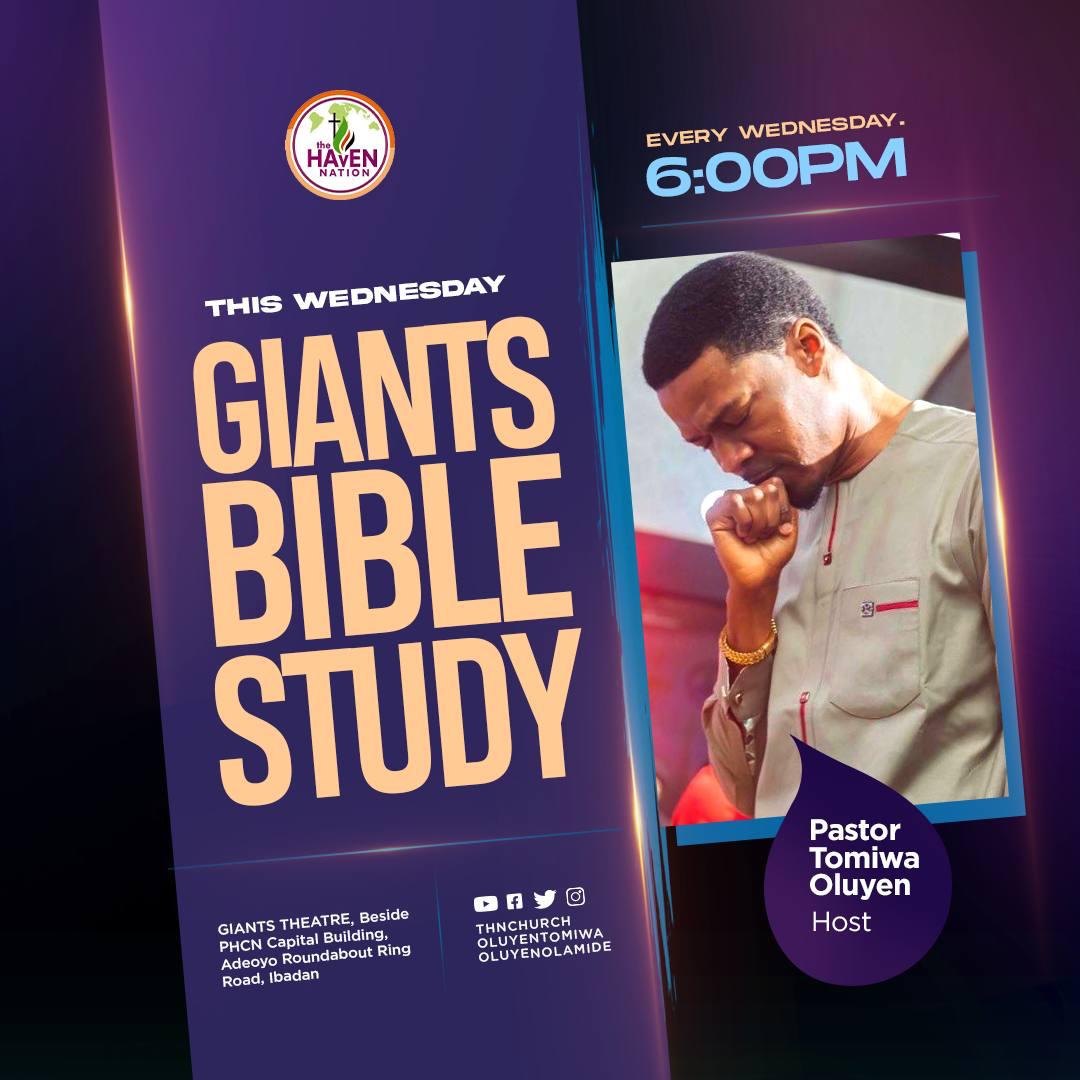 the
HAVEN
NATION
EVERY WEDNESDAY.
6:00PM
THIS WEDNESDAY
GIANTS
BIBLE
STUDY
GIANTS THEATRE, Beside
PHCN Capital Building,
Adeoyo Roundabout Ring
Road, Ibadan
THNCHURCH
OLUYENTOMIWA
OLUYENOLAMIDE
Pastor
Tomiwa
Oluyen
Host